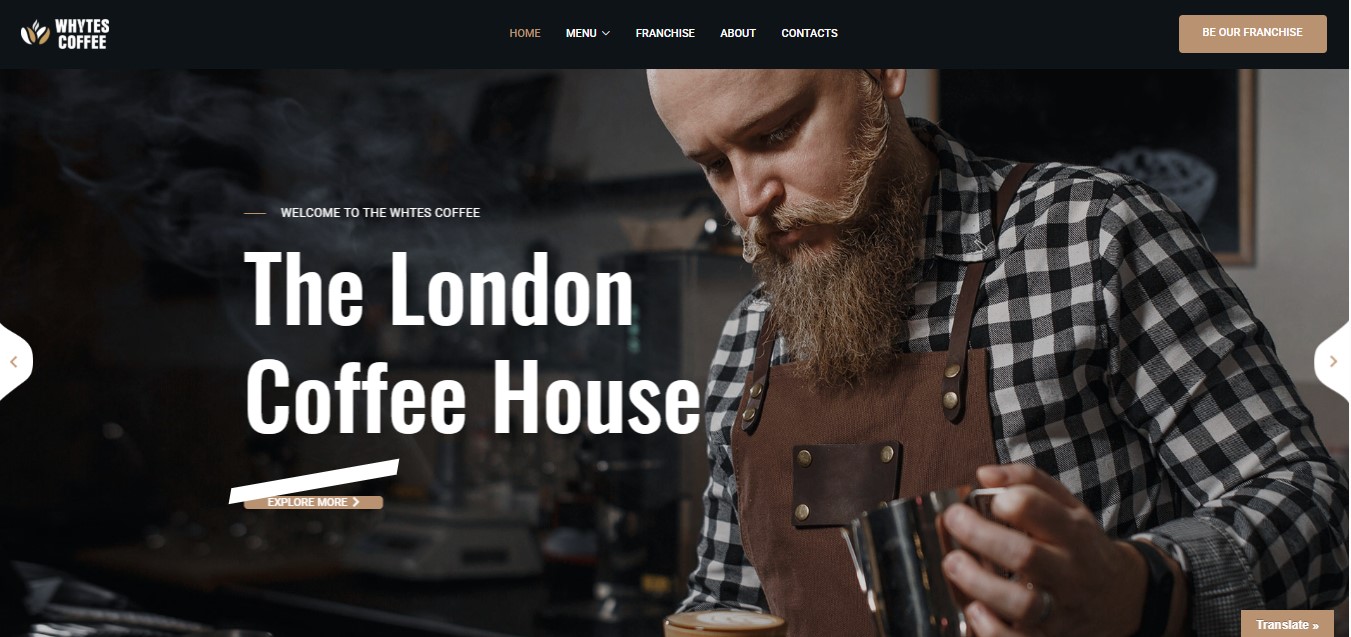 WHYTES
COFFEE
HOME
MENU
FRANCHISE
ABOUT
CONTACTS
BE OUR FRANCHISE
WELCOME TO THE WHTES COFFEE
The London
Coffee House
EXPLORE MORE
Translate »